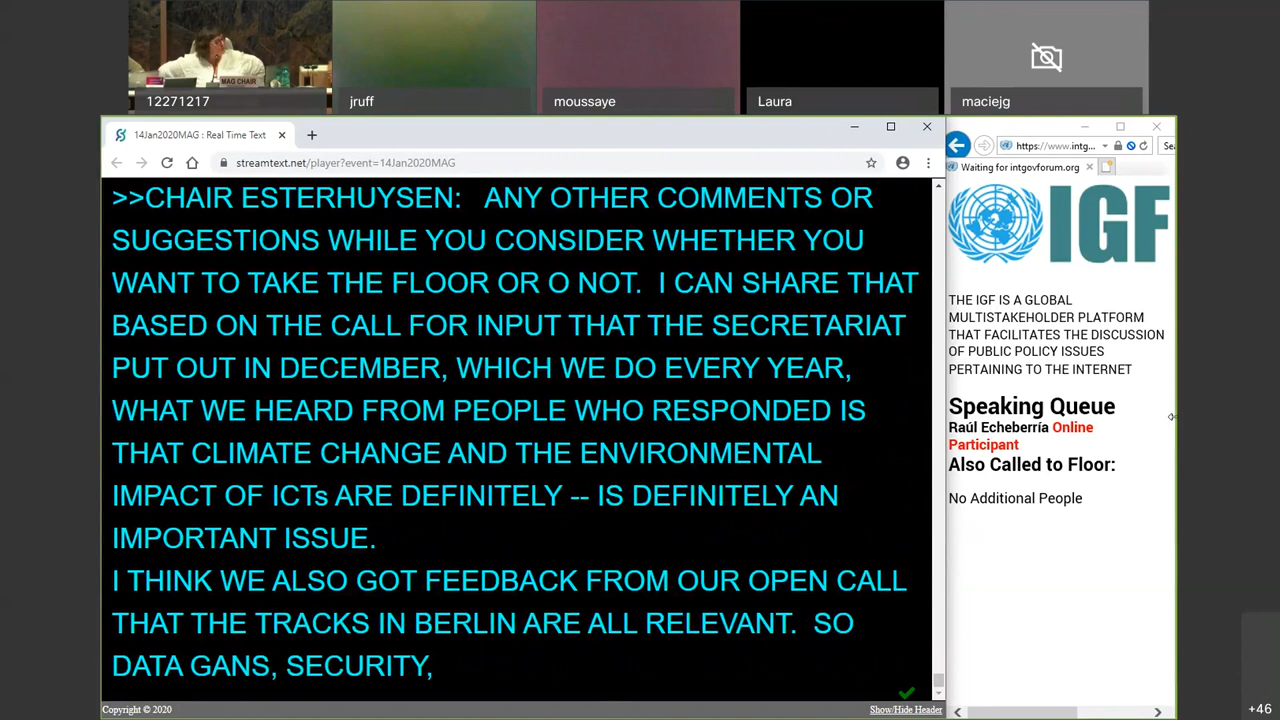 MAG CHAIR
12271217
jruff
moussaye
Laura
maciejg
14Jan2020MAG : Real Time Text
streamtext.net/player?event=14Jan2020MAG
>>CHAIR ESTERHUYSEN: ANY OTHER COMMENTS OR
SUGGESTIONS WHILE YOU CONSIDER WHETHER YOU
WANT TO TAKE THE FLOOR OR O NOT. I CAN SHARE THAT
BASED ON THE CALL FOR INPUT THAT THE SECRETARIAT
PUT OUT IN DECEMBER, WHICH WE DO EVERY YEAR,
WHAT WE HEARD FROM PEOPLE WHO RESPONDED IS
THAT CLIMATE CHANGE AND THE ENVIRONMENTAL
IMPACT OF ICTs ARE DEFINITELY -- IS DEFINITELY AN
IMPORTANT ISSUE.
I THINK WE ALSO GOT FEEDBACK FROM OUR OPEN CALL
THAT THE TRACKS IN BERLIN ARE ALL RELEVANT. SO
DATA GANS, SECURITY,
Copyright © 2020
Show/Hide Header
https://www.intg...
Sea
Waiting for intgovforum.org
IGF
THE IGF IS A GLOBAL
MULTISTAKEHOLDER PLATFORM
THAT FACILITATES THE DISCUSSION
OF PUBLIC POLICY ISSUES
PERTAINING TO THE INTERNET
Speaking Queue
Raúl Echeberría Online
Participant
Also Called to Floor:
No Additional People
+46